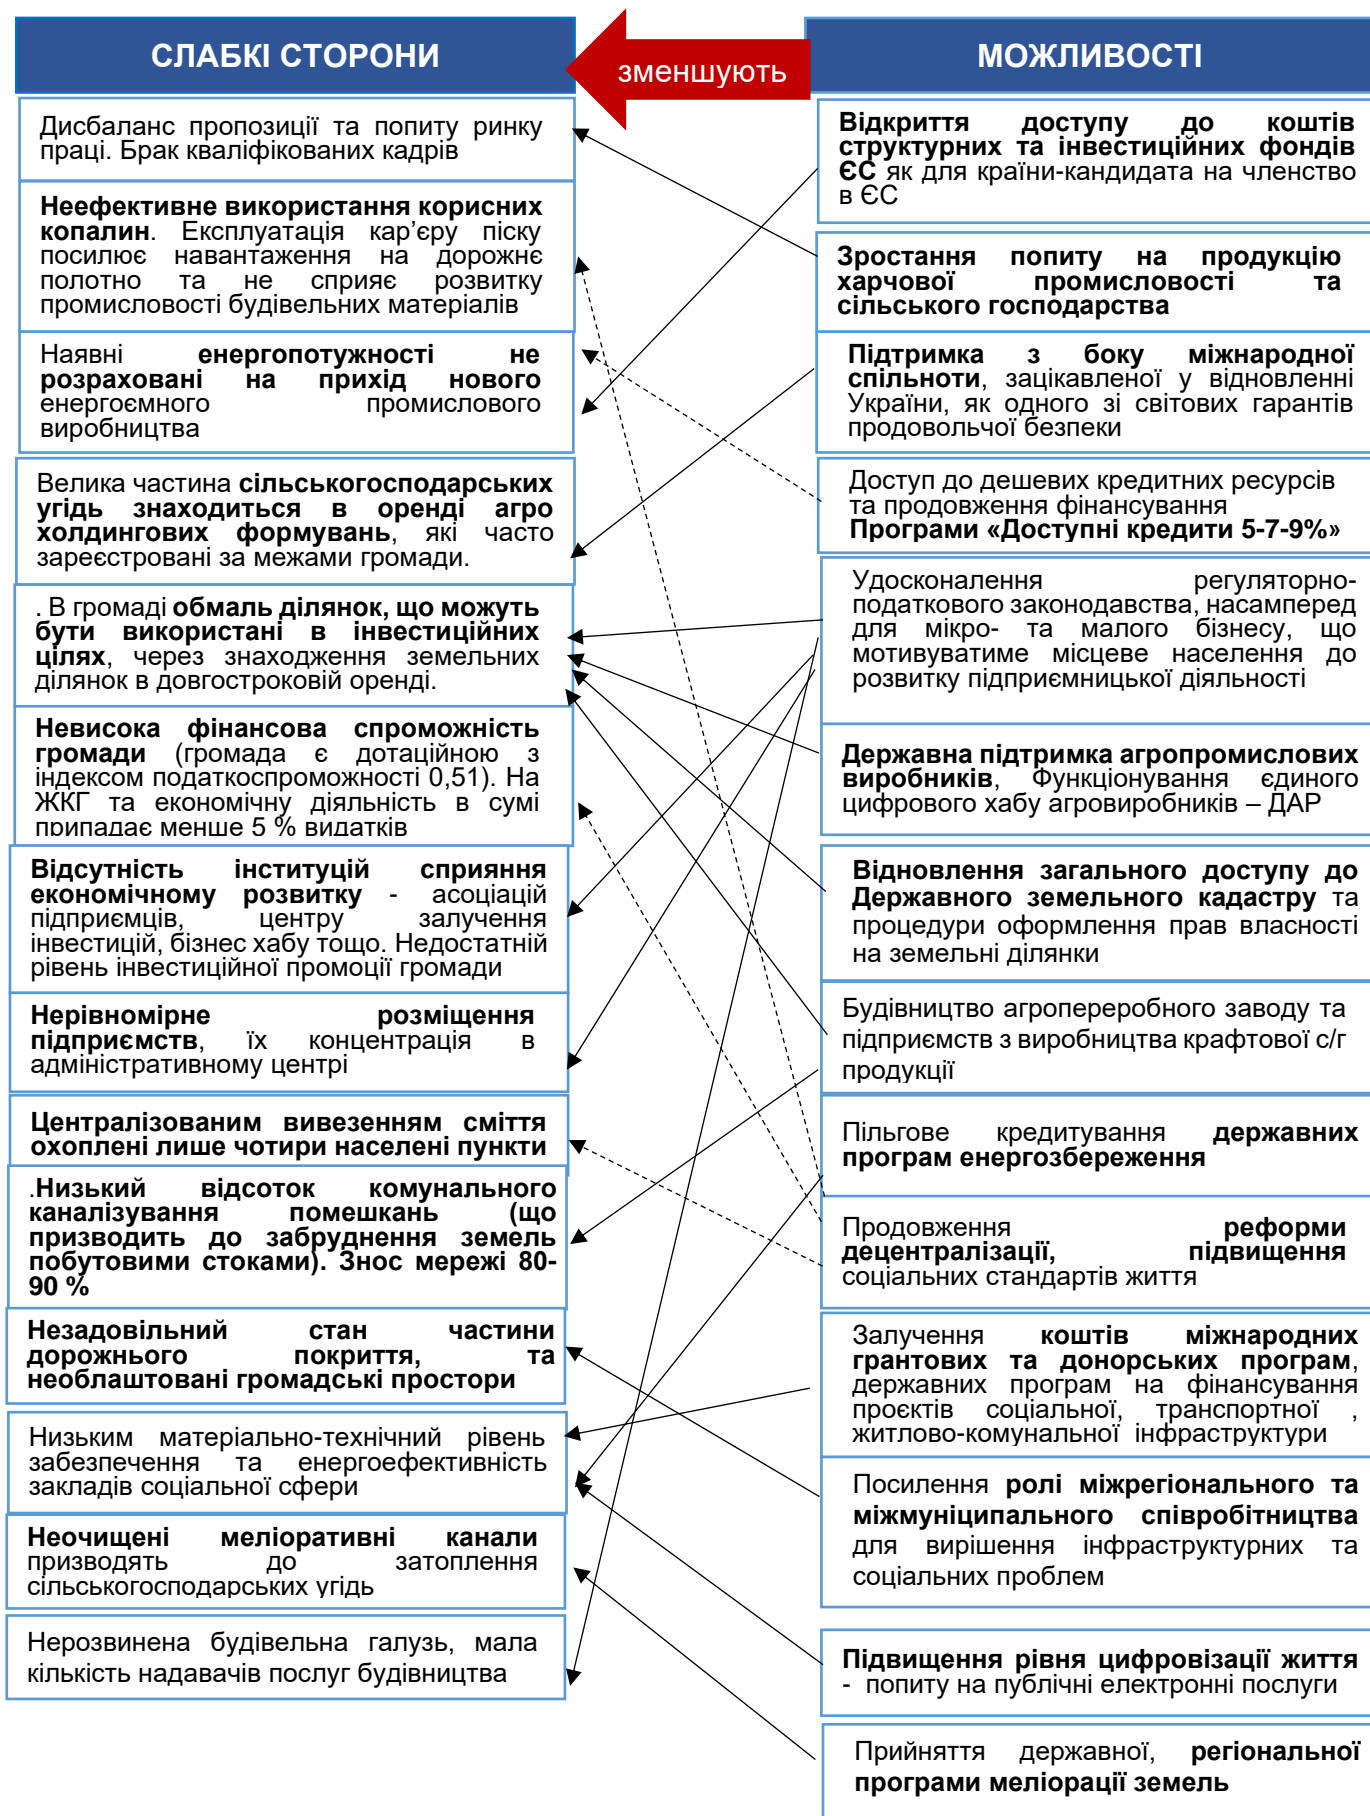 СЛАБКІ СТОРОНИ
зменшують
МОЖЛИВОСТІ
Дисбаланс пропозиції та попиту ринку
праці. Брак кваліфікованих кадрів
Неефективне використання корисних
копалин. Експлуатація кар’єру піску
посилює навантаження на дорожнє
полотно та не сприяє розвитку
промисловості будівельних матеріалів
Наявні енергопотужності не
розраховані на прихід нового
енергоємного промислового
виробництва
Велика частина сільськогосподарських
угідь знаходиться в оренді агро
холдингових формувань, які часто
зареєстровані за межами громади.
. В громаді обмаль ділянок, що можуть
бути використані в інвестиційних
цілях, через знаходження земельних
ділянок в довгостроковій оренді.
Невисока фінансова спроможність
громади (громада є дотаційною з
індексом податкоспроможності 0,51). На
ЖКГ та економічну діяльність в сумі
припадає менше 5 % видатків
Відсутність інституцій сприяння
економічному розвитку - асоціацій
підприємців, центру залучення
інвестицій, бізнес хабу тощо. Недостатній
рівень інвестиційної промоції громади
Нерівномірне розміщення
підприємств, їх концентрація в
адміністративному центрі
Централізованим вивезенням сміття
охоплені лише чотири населені пункти
.Низький відсоток комунального
каналізування помешкань (що
призводить до забруднення земель
побутовими стоками). Знос мережі 80-
90 %
Незадовільний стан частини
дорожнього покриття, та
необлаштовані громадські простори
Низьким матеріально-технічний рівень
забезпечення та енергоефективність
закладів соціальної сфери
Неочищені меліоративні канали
призводять до затоплення
сільськогосподарських угідь
Нерозвинена будівельна галузь, мала
кількість надавачів послуг будівництва
Відкриття доступу до коштів
структурних та інвестиційних фондів
ЄС як для країни-кандидата на членство
в ЄС
Зростання попиту на продукцію
харчової промисловості та
сільського господарства
Підтримка з боку міжнародної
спільноти, зацікавленої у відновленні
України, як одного зі світових гарантів
продовольчої безпеки
Доступ до дешевих кредитних ресурсів
та продовження фінансування
Програми «Доступні кредити 5-7-9%»
Удосконалення регуляторно-
податкового законодавства, насамперед
для мікро- та малого бізнесу, що
мотивуватиме місцеве населення до
розвитку підприємницької діяльності
Державна підтримка агропромислових
виробників, Функціонування єдиного
цифрового хабу агровиробників – ДАР
Відновлення загального доступу до
Державного земельного кадастру та
процедури оформлення прав власності
на земельні ділянки
Будівництво агропереробного заводу та
підприємств з виробництва крафтової с/г
продукції
Пільгове кредитування державних
програм енергозбереження
Продовження реформи
децентралізації, підвищення
соціальних стандартів життя
Залучення коштів міжнародних
грантових та донорських програм,
державних програм на фінансування
проєктів соціальної, транспортної ,
житлово-комунальної інфраструктури
Посилення ролі міжрегіонального та
міжмуніципального співробітництва
для вирішення інфраструктурних та
соціальних проблем
Підвищення рівня цифровізації життя
- попиту на публічні електронні послуги
Прийняття державної, регіональної
програми меліорації земель